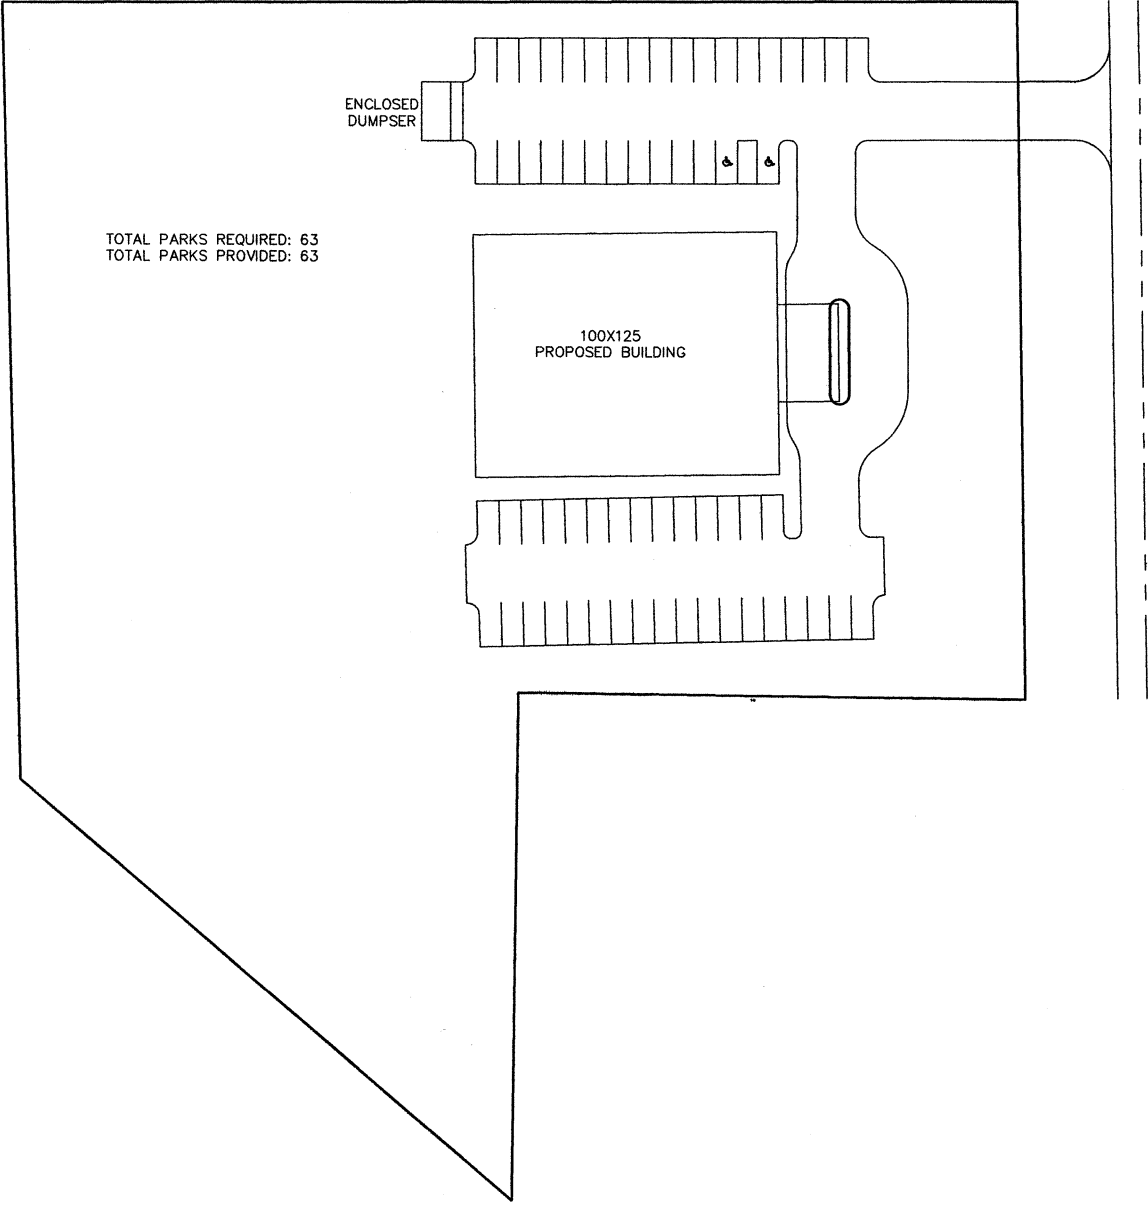 ENCLOSED
DUMPSER
TOTAL PARKS REQUIRED: 63
TOTAL PARKS PROVIDED: 63
100X125
PROPOSED BUILDING